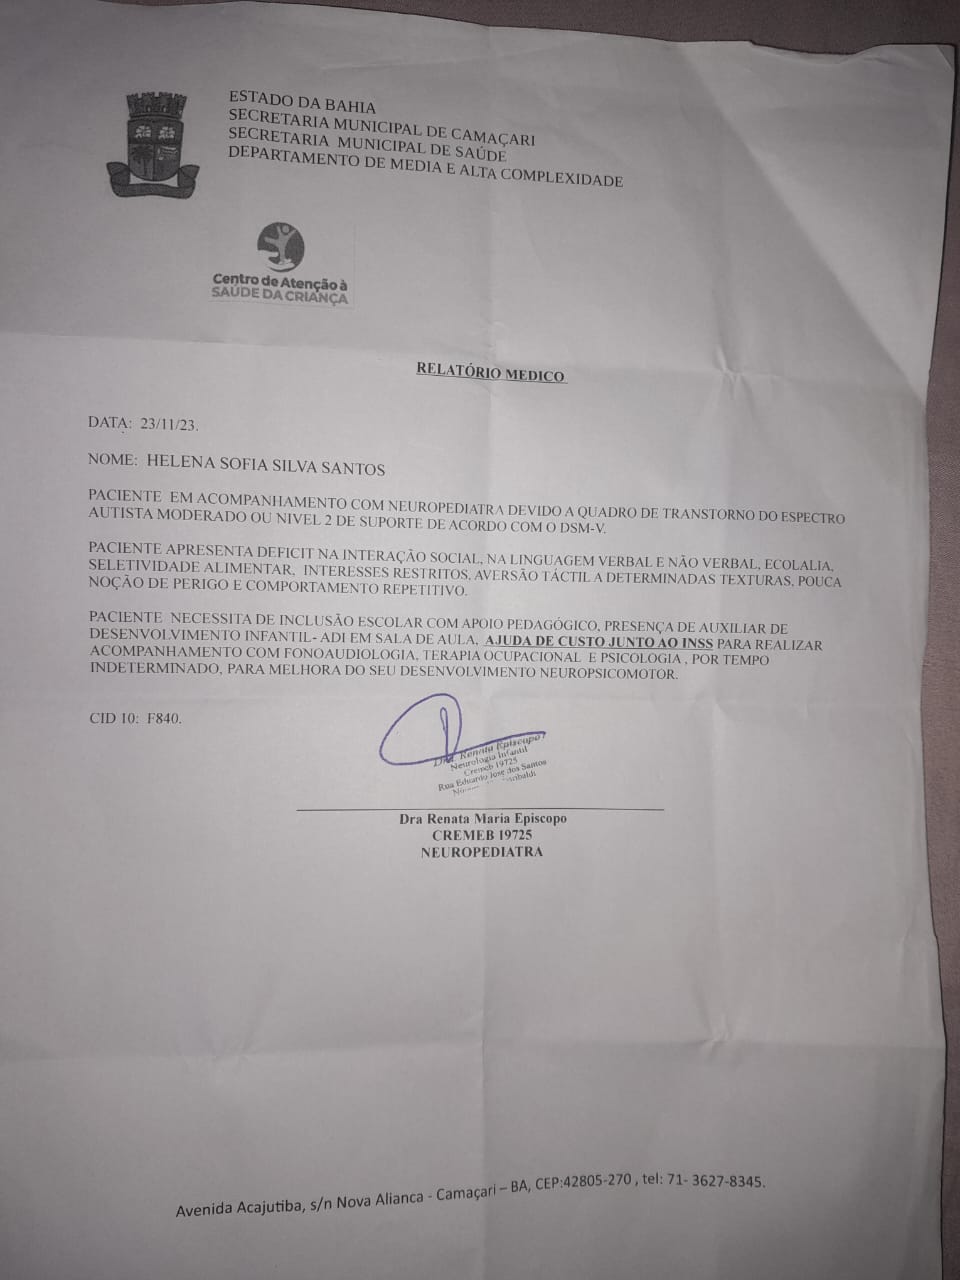 ESTADO DA BAHIA
SECRETARIA MUNICIPAL DE CAMAÇARI
SECRETARIA MUNICIPAL DE SAÚDE
DEPARTAMENTO DE MEDIA E ALTA COMPLEXIDADE
Centro de Atenção à
SAÚDE DA CRIANÇA
RELATÓRIO MEDICO
DATA: 23/11/23.
NOME: HELENA SOFIA SILVA SANTOS
PACIENTE EM ACOMPANHAMENTO COM NEUROPEDIATRA DEVIDO A QUADRO DE TRANSTORNO DO ESPECTRO
AUTISTA MODERADO OU NIVEL 2 DE SUPORTE DE ACORDO COM O DSM-V.
PACIENTE APRESENTA DEFICIT NA INTERAÇÃO SOCIAL, NA LINGUAGEM VERBAL E NÃO VERBAL, ECOLALIA,
SELETIVIDADE ALIMENTAR, INTERESSES RESTRITOS, AVERSÃO TÁCTIL A DETERMINADAS TEXTURAS, POUCA
NOÇÃO DE PERIGO E COMPORTAMENTO REPETITIVO.
PACIENTE NECESSITA DE INCLUSÃO ESCOLAR COM APOIO PEDAGÓGICO, PRESENÇA DE AUXILIAR DE
DESENVOLVIMENTO INFANTIL- ADI EM SALA DE AULA, AJUDA DE CUSTO JUNTO AO INSS PARA REALIZAR
ACOMPANHAMENTO COM FONOAUDIOLOGIA, TERAPIA OCUPACIONAL E PSICOLOGIA , POR TEMPO
INDETERMINADO, PARA MELHORA DO SEU DESENVOLVIMENTO NEUROPSICOMOTOR.
CID 10: F840.
Dra. Renata Episcopo
Neurologia Infantil
Cremeb 19725
Rua Eduardo José dos Santos
Dra Renata Maria Episcopo
CREMEB 19725
NEUROPEDIATRA
Avenida Acajutiba, s/n Nova Alianca - Camaçari – BA, CEP:42805-270 , tel: 71- 3627-8345.